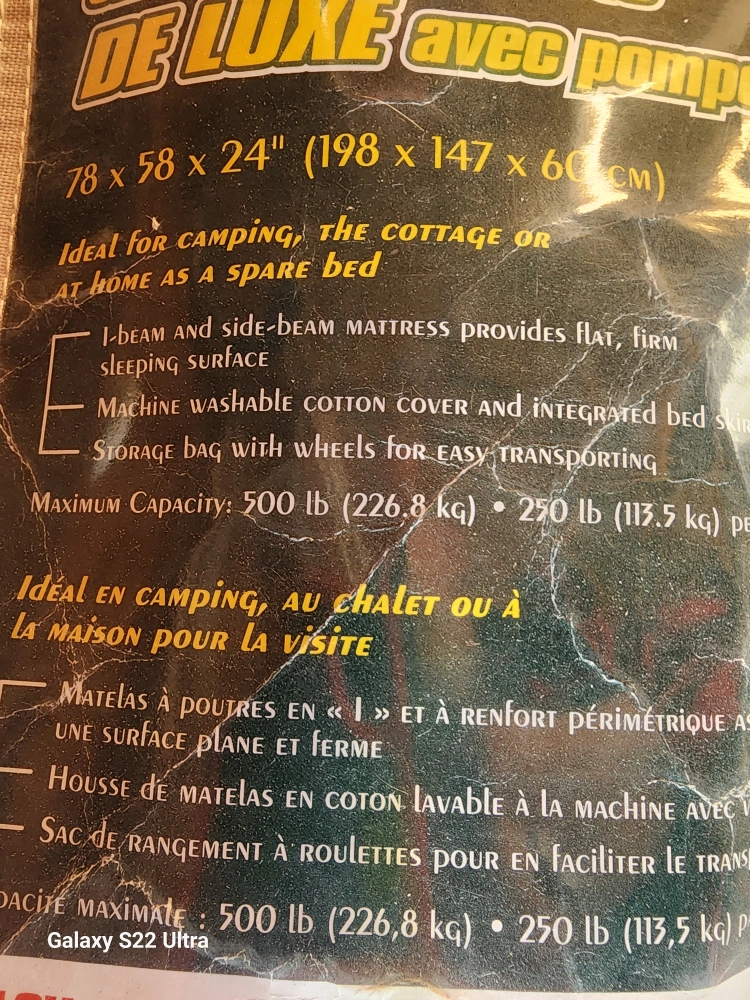 DE LUXE avec pompe
78 x 58 x 24" (198 x 147 x 60 cm)
Ideal for camping, the cottage or
at home as a spare bed
I-beam and side-beam mattress provides flat, firm
sleeping surface
Machine washable cotton cover and integrated bed skir
Storage bag with wheels for easy transporting
Maximum Capacity: 500 lb (226,8 kg) • 250 lb (113.5 kg) pe
Idéal en camping, au chalet ou à
la maison pour la visite
Matelas à poutres en « I » et à renfort périmétrique as
une surface plane et ferme
Housse de matelas en coton lavable à la machine avec
Sac de rangement à roulettes pour en faciliter le trans
pacité maximale : 500 lb (226,8 kg) • 250 lb (113,5 kg) p
Galaxy S22 Ultra